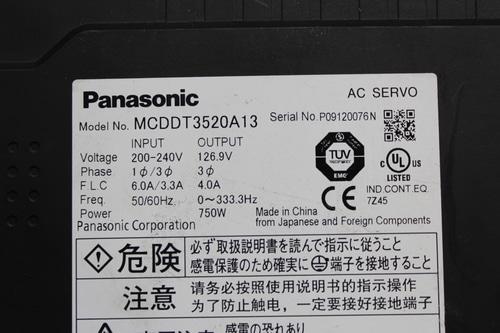 Panasonic
AC SERVO
Model No. MCDDT3520A13
Serial No. P09120076N
INPUT OUTPUT
Voltage 200-240V 126.9V
Phase 1ϕ/3ϕ 3ϕ
F.L.C 6.0A/3.3A 4.0A
Freq. 50/60Hz 0～333.3Hz
Power 750W
Panasonic Corporation
Made in China
from Japanese and Foreign Components
TUV
EMC
CE
c UL US
LISTED
IND.CONT.EQ.
7Z45
危険
必ず取扱説明書を読んで指示に従うこと
感電保護のため確実に端子を接地すること
注意
请务必按照使用说明书的指示操作
为了防止触电，一定要接好接地端子
感電の恐れあり